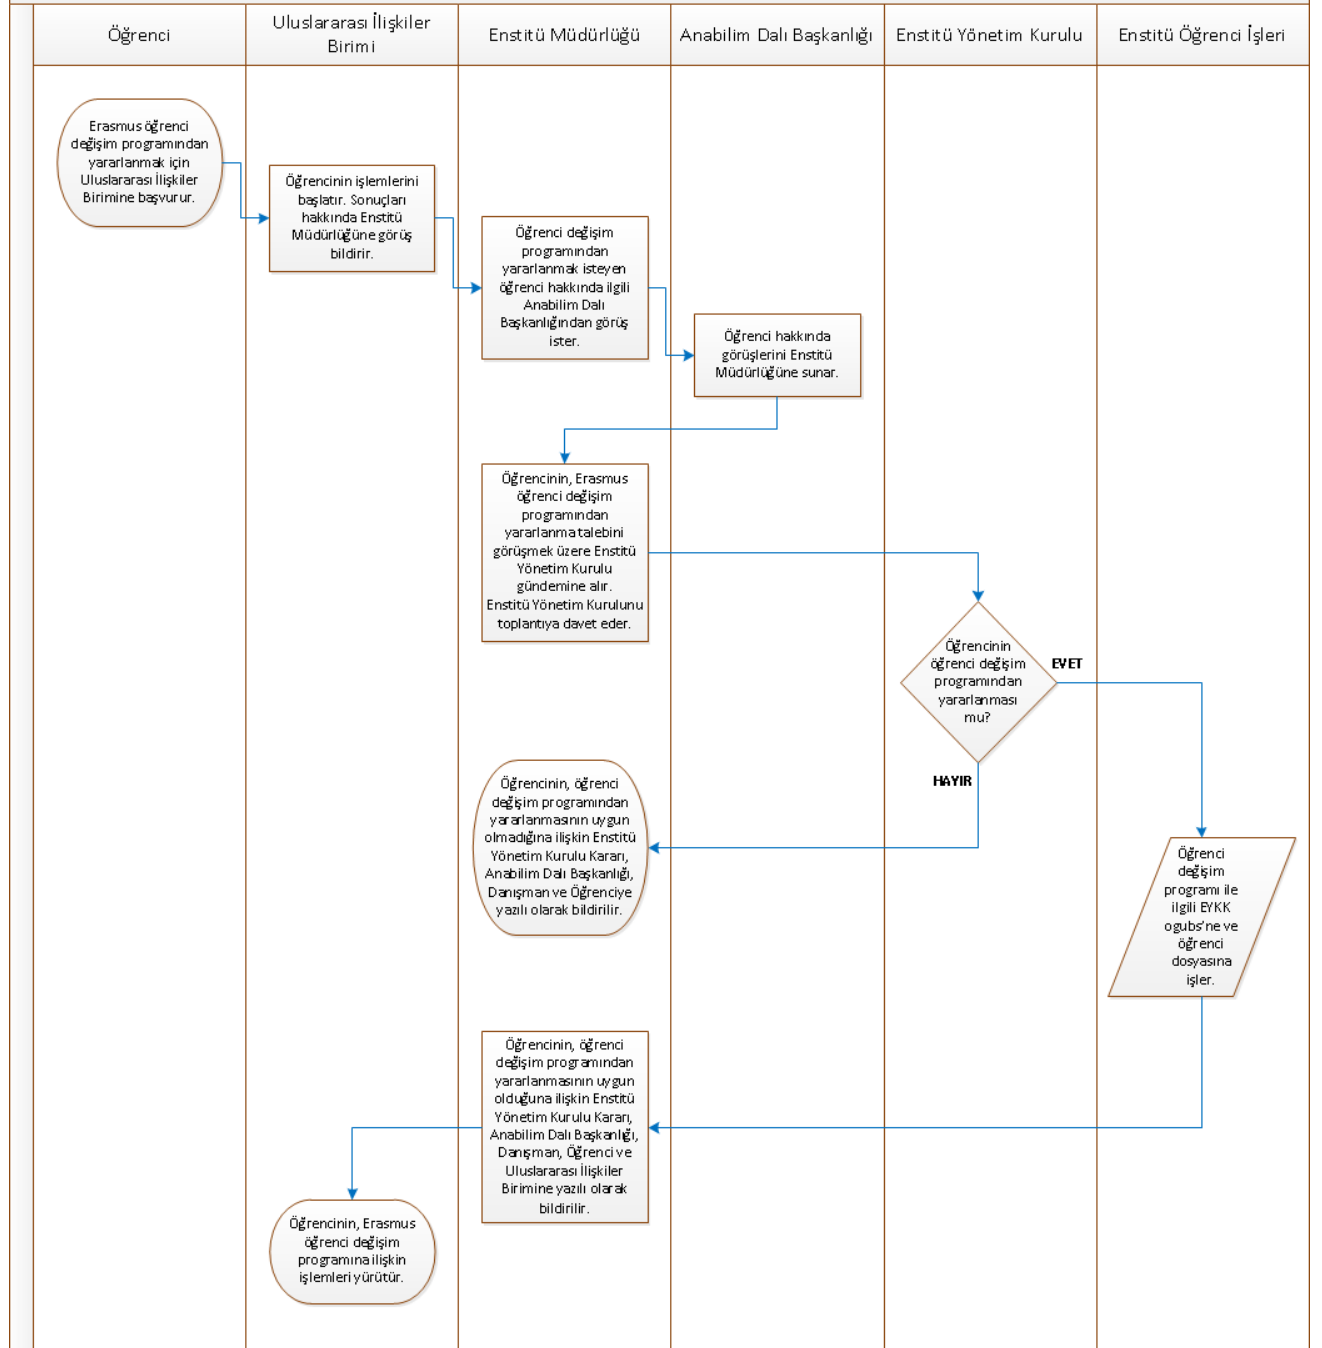 Öğrenci
Uluslararası İlişkiler
Birimi
Enstitü Müdürlüğü
Anabilim Dalı Başkanlığı
Enstitü Yönetim Kurulu
Enstitü Öğrenci İşleri
Erasmus öğrenci
değişim programından
yararlanmak için
Uluslararası İlişkiler
Birimine başvurur.
Öğrencinin işlemlerini
başlatır. Sonuçları
hakkında Enstitü
Müdürlüğüne görüş
bildirir.
Öğrenci değişim
programından
yararlanmak isteyen
öğrenci hakkında ilgili
Anabilim Dalı
Başkanlığından görüş
ister.
Öğrenci hakkında
görüşlerini Enstitü
Müdürlüğüne sunar.
Öğrencinin, Erasmus
öğrenci değişim
programından
yararlanma talebini
görüşmek üzere Enstitü
Yönetim Kurulu
gündemine alır.
Enstitü Yönetim Kurulunu
toplantıya davet eder.
Öğrencinin
öğrenci değişim
programından
yararlanması
mu?
EVET
HAYIR
Öğrencinin, öğrenci
değişim programından
yararlanmasının uygun
olmadığına ilişkin Enstitü
Yönetim Kurulu Kararı,
Anabilim Dalı Başkanlığı,
Danışman ve Öğrenciye
yazılı olarak bildirilir.
Öğrenci
değişim
programı ile
ilgili EYKK
ogubs'ne ve
öğrenci
dosyasına
işler.
Öğrencinin, öğrenci
değişim programından
yararlanmasının uygun
olduğuna ilişkin Enstitü
Yönetim Kurulu Kararı,
Anabilim Dalı Başkanlığı,
Danışman, Öğrenci ve
Uluslararası İlişkiler
Birimine yazılı olarak
bildirilir.
Öğrencinin, Erasmus
öğrenci değişim
programına ilişkin
işlemleri yürütür.